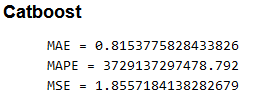 Catboost
MAE = 0.8153775828433826
MAPE = 3729137297478.792
MSE = 1.8557184138282679